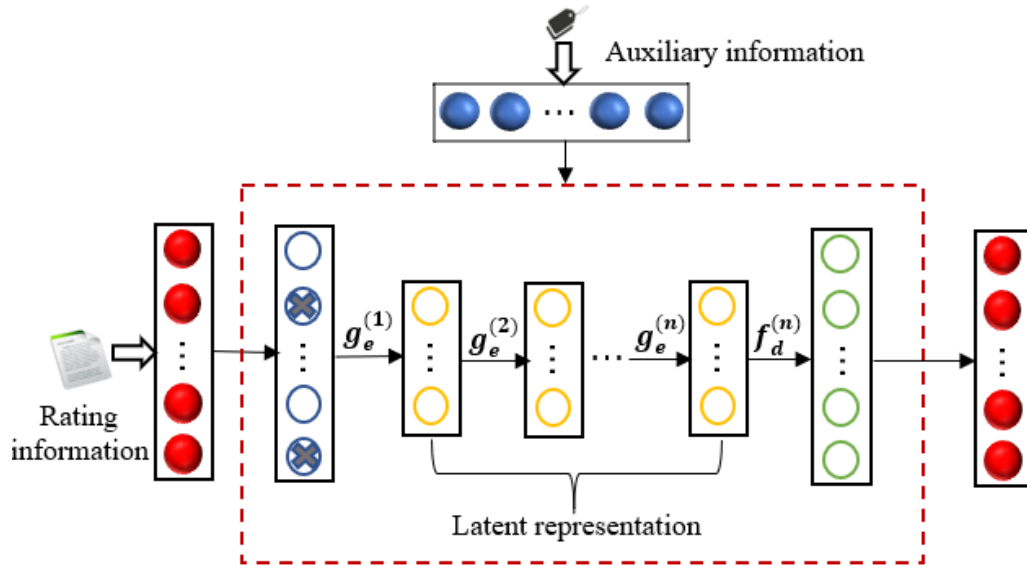 Auxiliary information
...
g_e^(1)
g_e^(2)
...
g_e^(n)
f_d^(n)
Rating
information
Latent representation